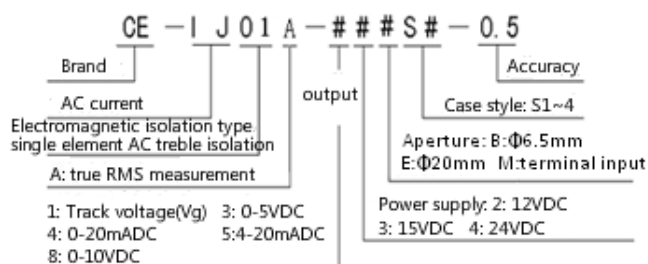 CE-IJ01A-###S#-0.5
Brand
Accuracy
AC current
output
Case style: S1~4
Electromagnetic isolation type
single element AC treble isolation
Aperture: B:Φ6.5mm
E:Φ20mm M:terminal input
A: true RMS measurement
1: Track voltage(Vg) 3: 0-5VDC
4: 0-20mADC 5:4-20mADC
8: 0-10VDC
Power supply: 2: 12VDC
3: 15VDC 4: 24VDC